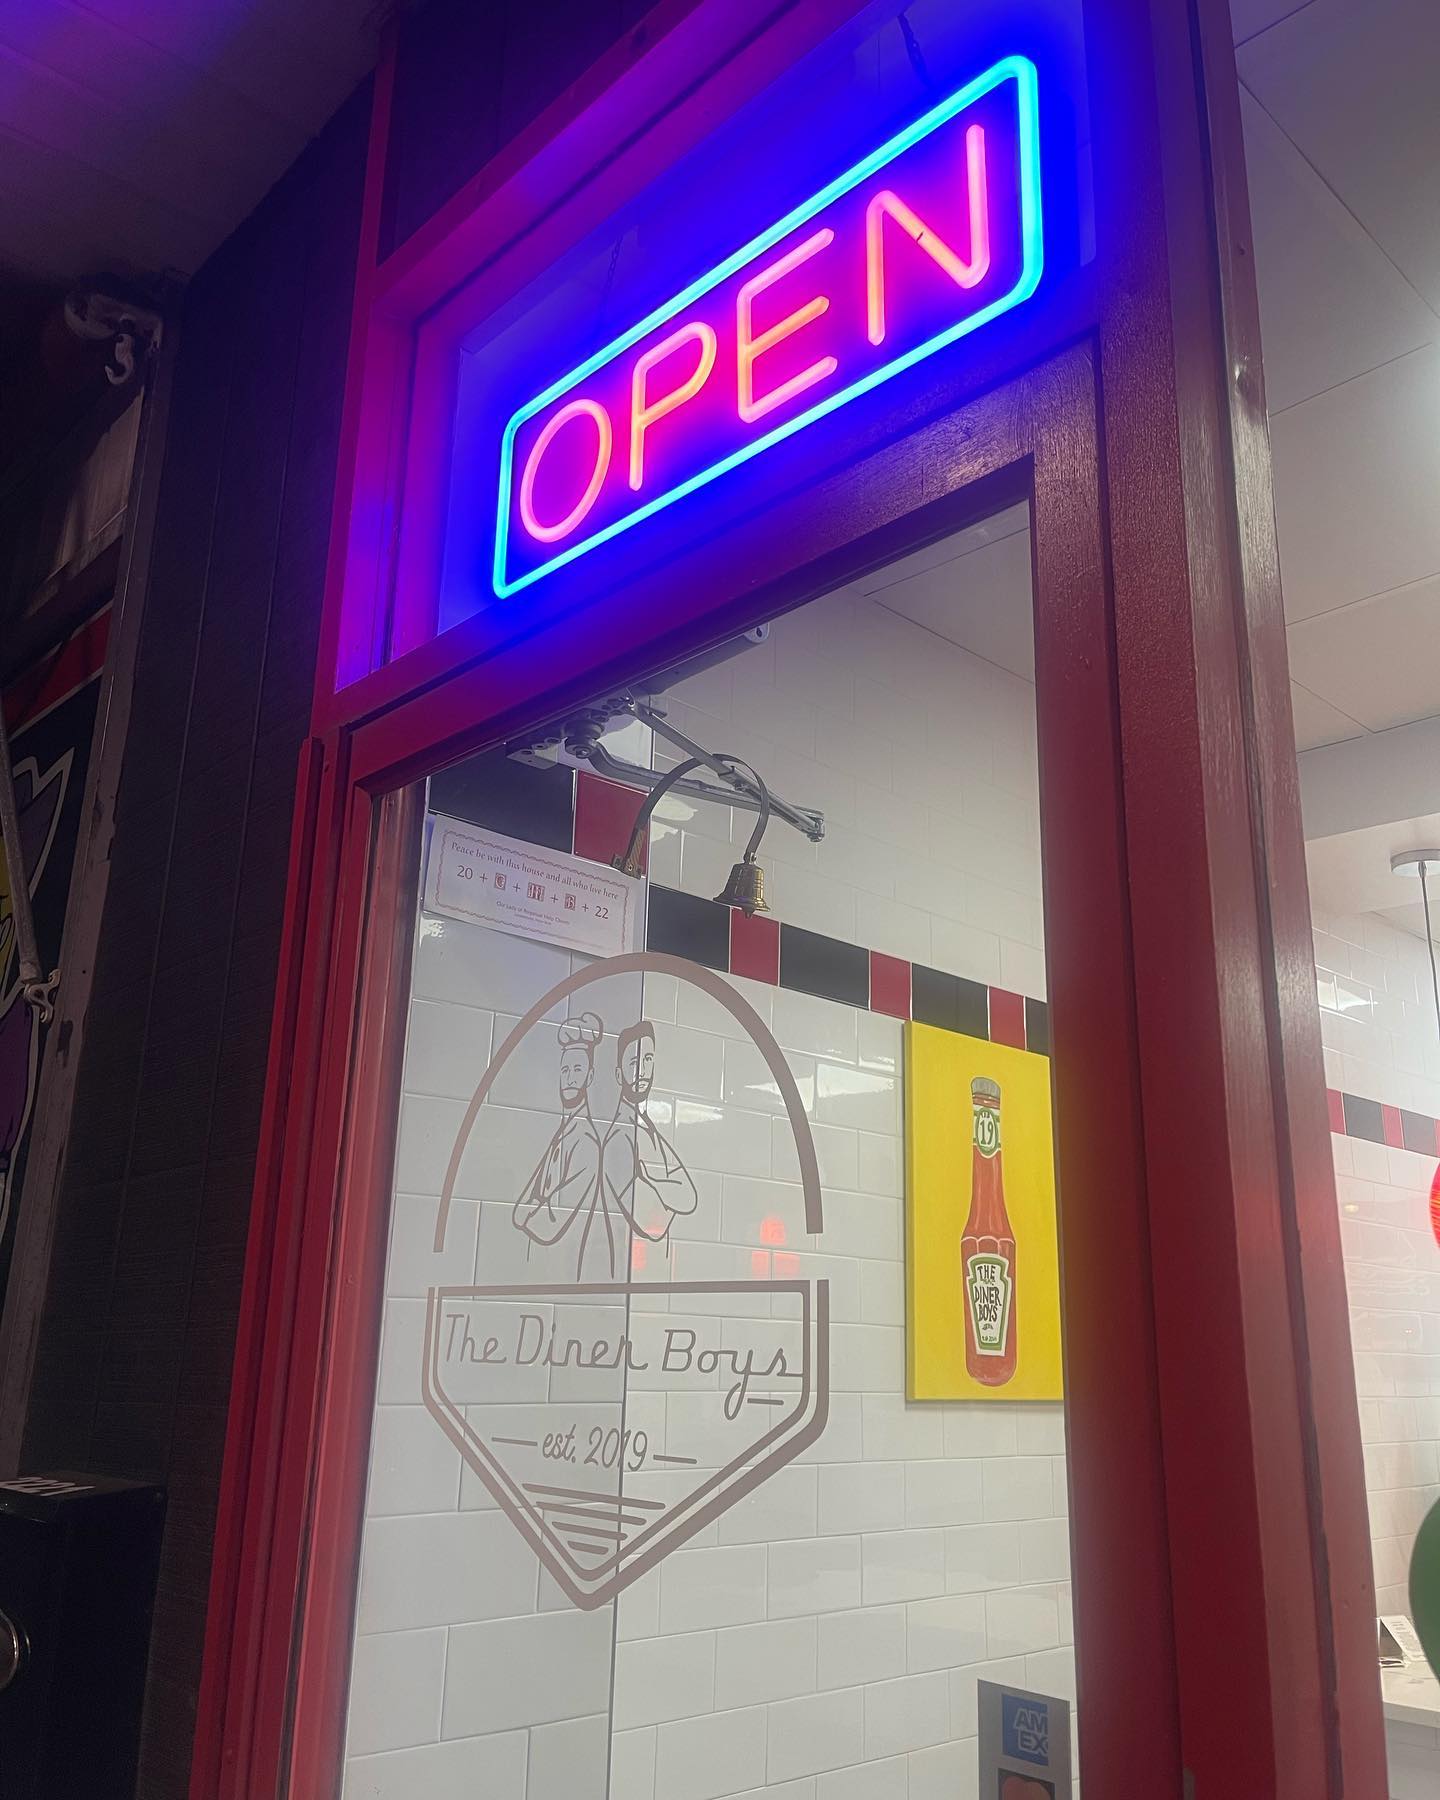 OPEN
Peace be with this house and all who live here
20 + C + M + B + 22
19
THE
DINER
BOYS
The Diner Boys
est. 2019
AM
EX